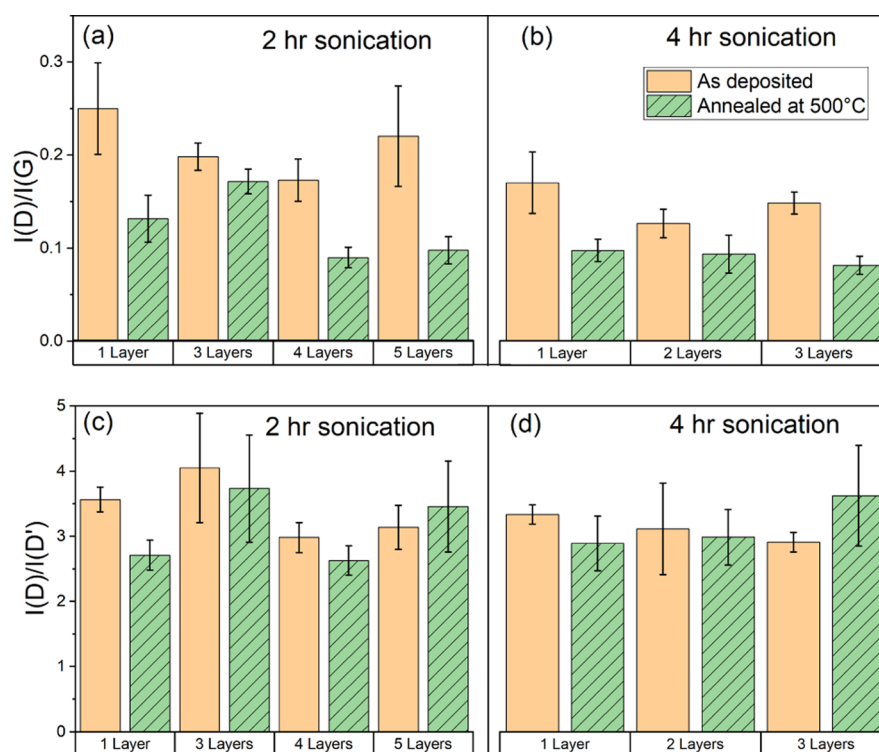 (a) 2 hr sonication
(b) 4 hr sonication
As deposited
Annealed at 500°C
I(D)/I(G)
0.3
0.2
0.1
0.0
1 Layer 3 Layers 4 Layers 5 Layers
1 Layer 2 Layers 3 Layers
(c) 2 hr sonication
(d) 4 hr sonication
I(D)/I(D')
5
4
3
2
1
0
1 Layer 3 Layers 4 Layers 5 Layers
1 Layer 2 Layers 3 Layers